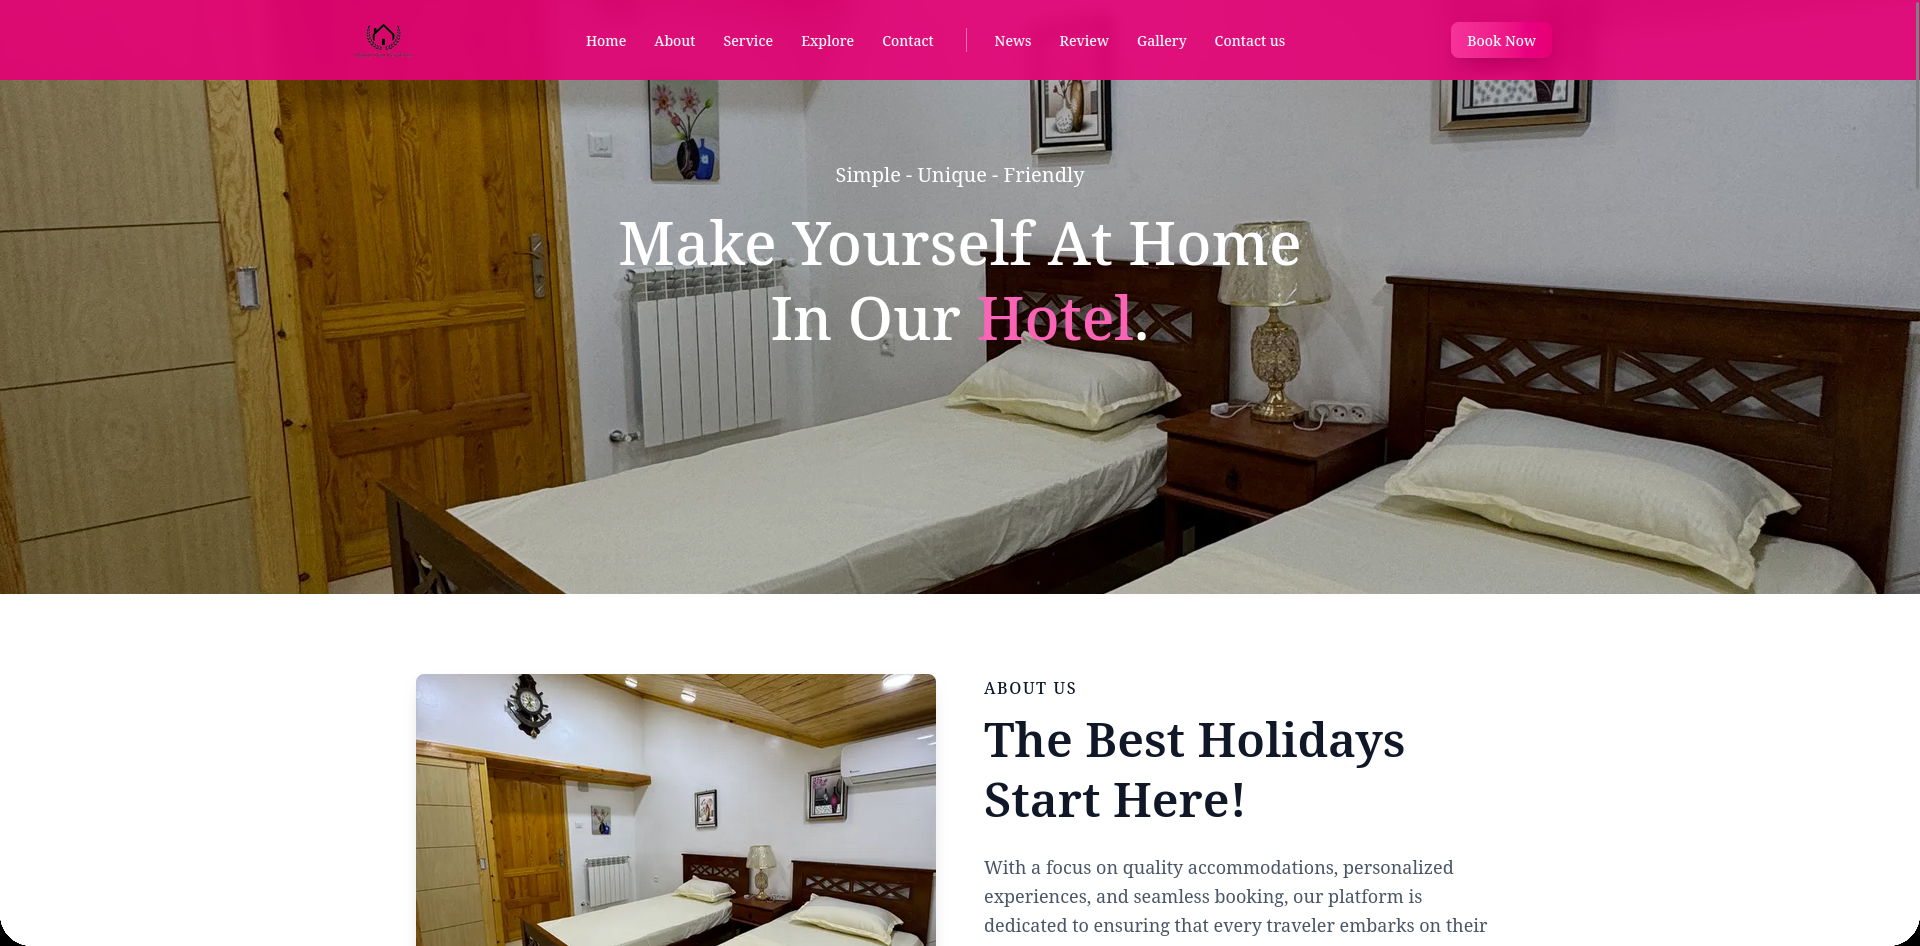 Home About Service Explore Contact News Review Gallery Contact us Book Now
Simple - Unique - Friendly
Make Yourself At Home
In Our Hotel.
ABOUT US
The Best Holidays
Start Here!
With a focus on quality accommodations, personalized
experiences, and seamless booking, our platform is
dedicated to ensuring that every traveler embarks on their